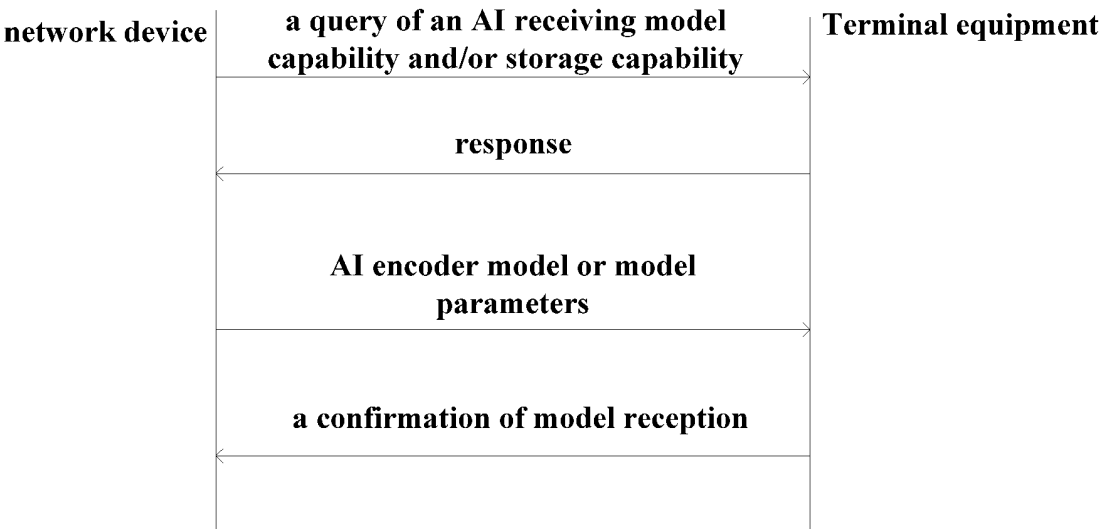 network device
a query of an AI receiving model
capability and/or storage capability
Terminal equipment
response
AI encoder model or model
parameters
a confirmation of model reception